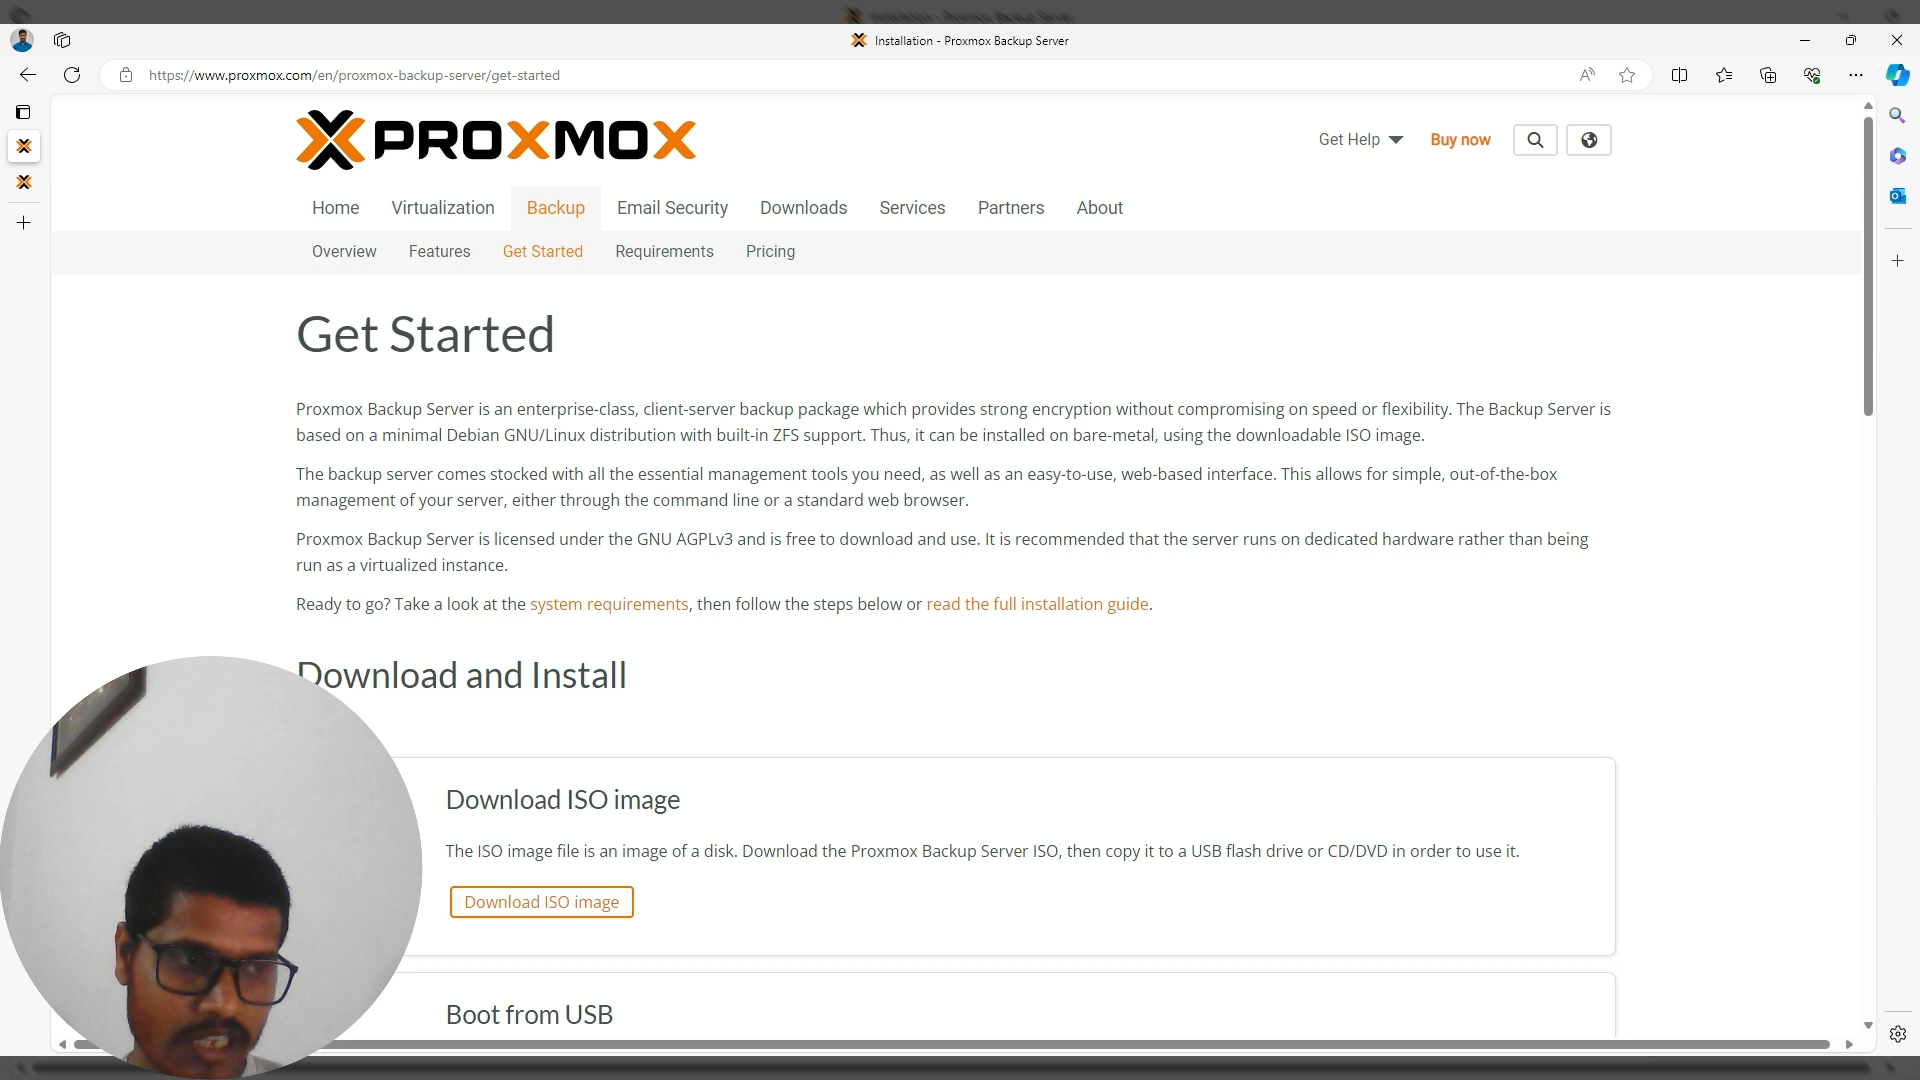 Installation - Proxmox Backup Server
https://www.proxmox.com/en/proxmox-backup-server/get-started
PROXMOX
Get Help
Buy now
Home Virtualization Backup Email Security Downloads Services Partners About
Overview Features Get Started Requirements Pricing
Get Started
Proxmox Backup Server is an enterprise-class, client-server backup package which provides strong encryption without compromising on speed or flexibility. The Backup Server is
based on a minimal Debian GNU/Linux distribution with built-in ZFS support. Thus, it can be installed on bare-metal, using the downloadable ISO image.
The backup server comes stocked with all the essential management tools you need, as well as an easy-to-use, web-based interface. This allows for simple, out-of-the-box
management of your server, either through the command line or a standard web browser.
Proxmox Backup Server is licensed under the GNU AGPLv3 and is free to download and use. It is recommended that the server runs on dedicated hardware rather than being
run as a virtualized instance.
Ready to go? Take a look at the system requirements, then follow the steps below or read the full installation guide.
Download and Install
Download ISO image
The ISO image file is an image of a disk. Download the Proxmox Backup Server ISO, then copy it to a USB flash drive or CD/DVD in order to use it.
Download ISO image
Boot from USB